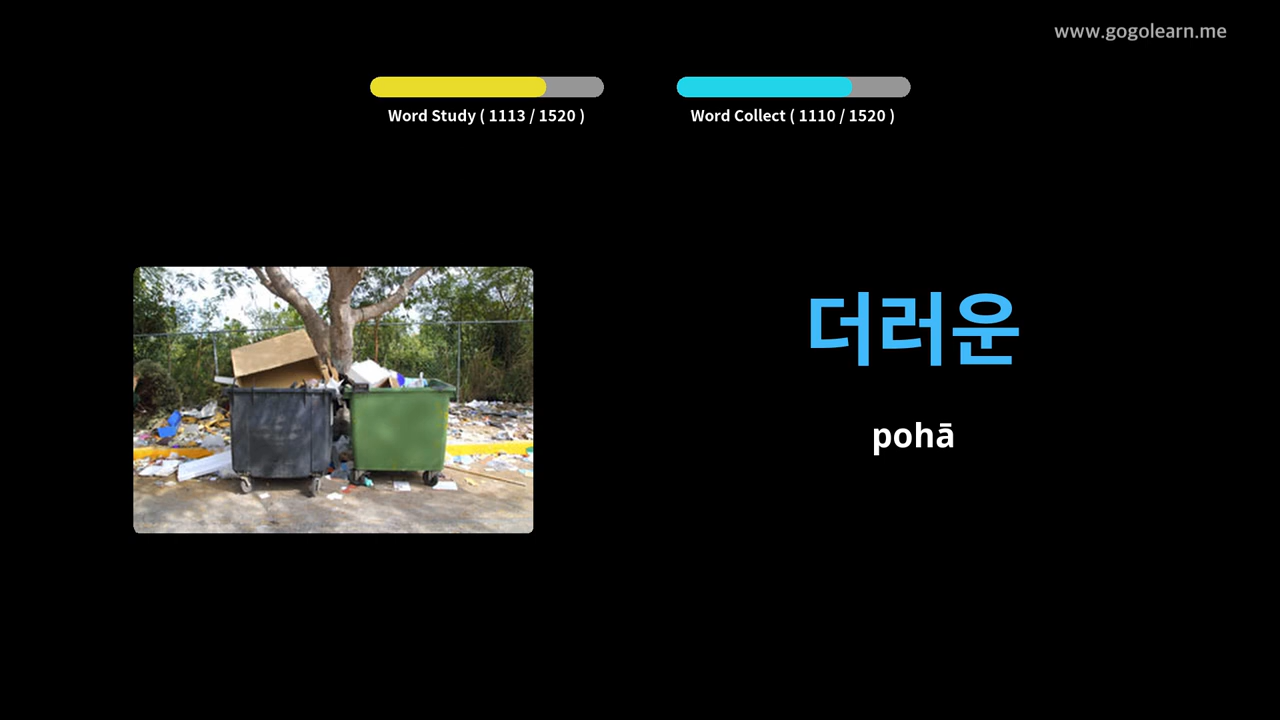 www.gogolearn.me
Word Study ( 1113 / 1520 )
Word Collect ( 1110 / 1520 )
더러운
pohā